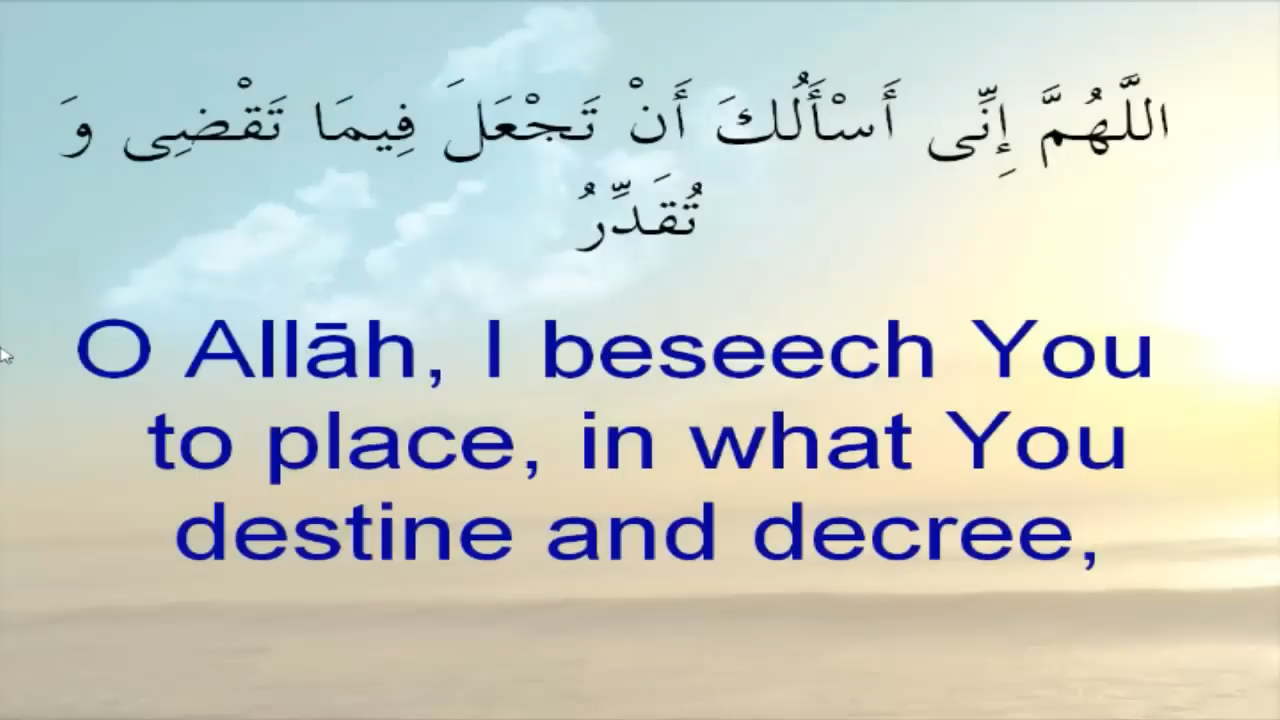 اللَّهُمَّ إِنِّى أَسْأَلُكَ أَنْ تَجْعَلَ فِيمَا تَقْضِى وَ
تُقَدِّرُ
O Allāh, I beseech You
to place, in what You
destine and decree,